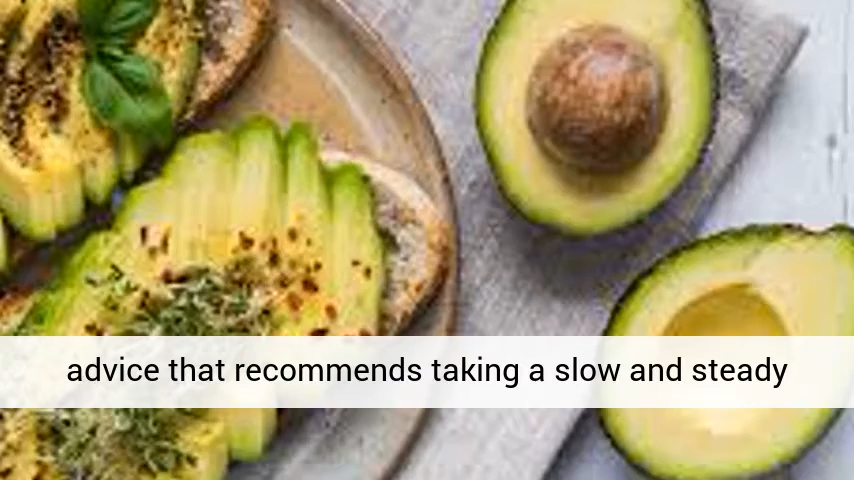 advice that recommends taking a slow and steady